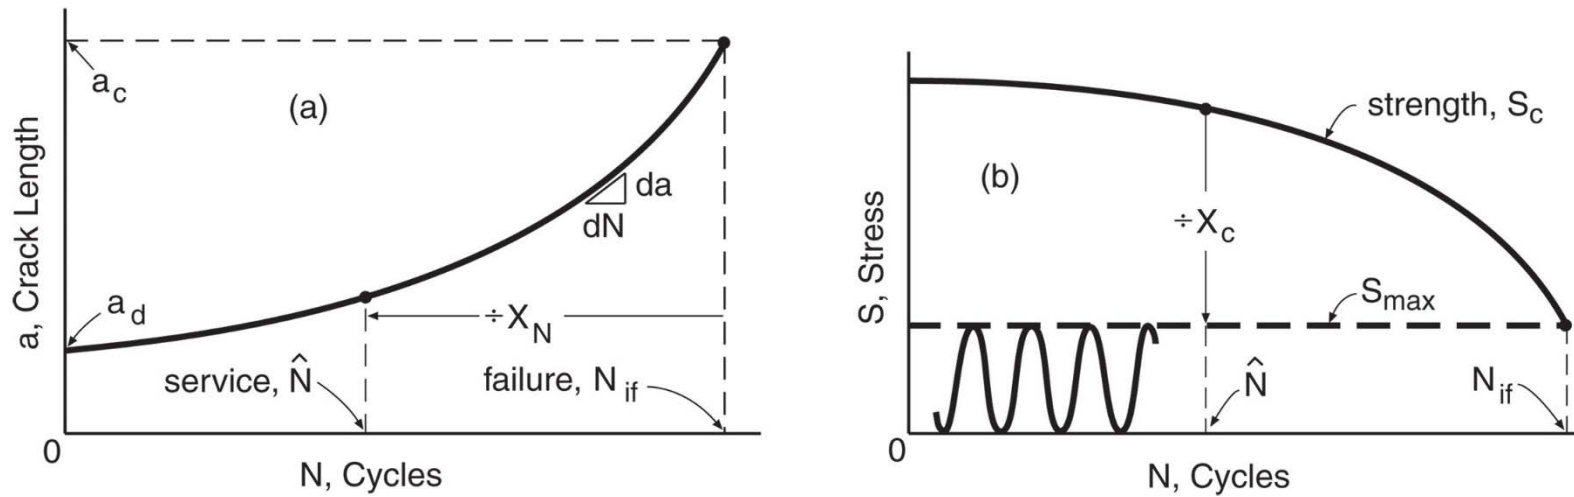 a, Crack Length
a_c
(a)
da
dN
a_d
÷X_N
service, N̂
failure, N_if
0
N, Cycles
S, Stress
strength, S_c
(b)
÷X_c
S_max
N̂
N_if
0
N, Cycles